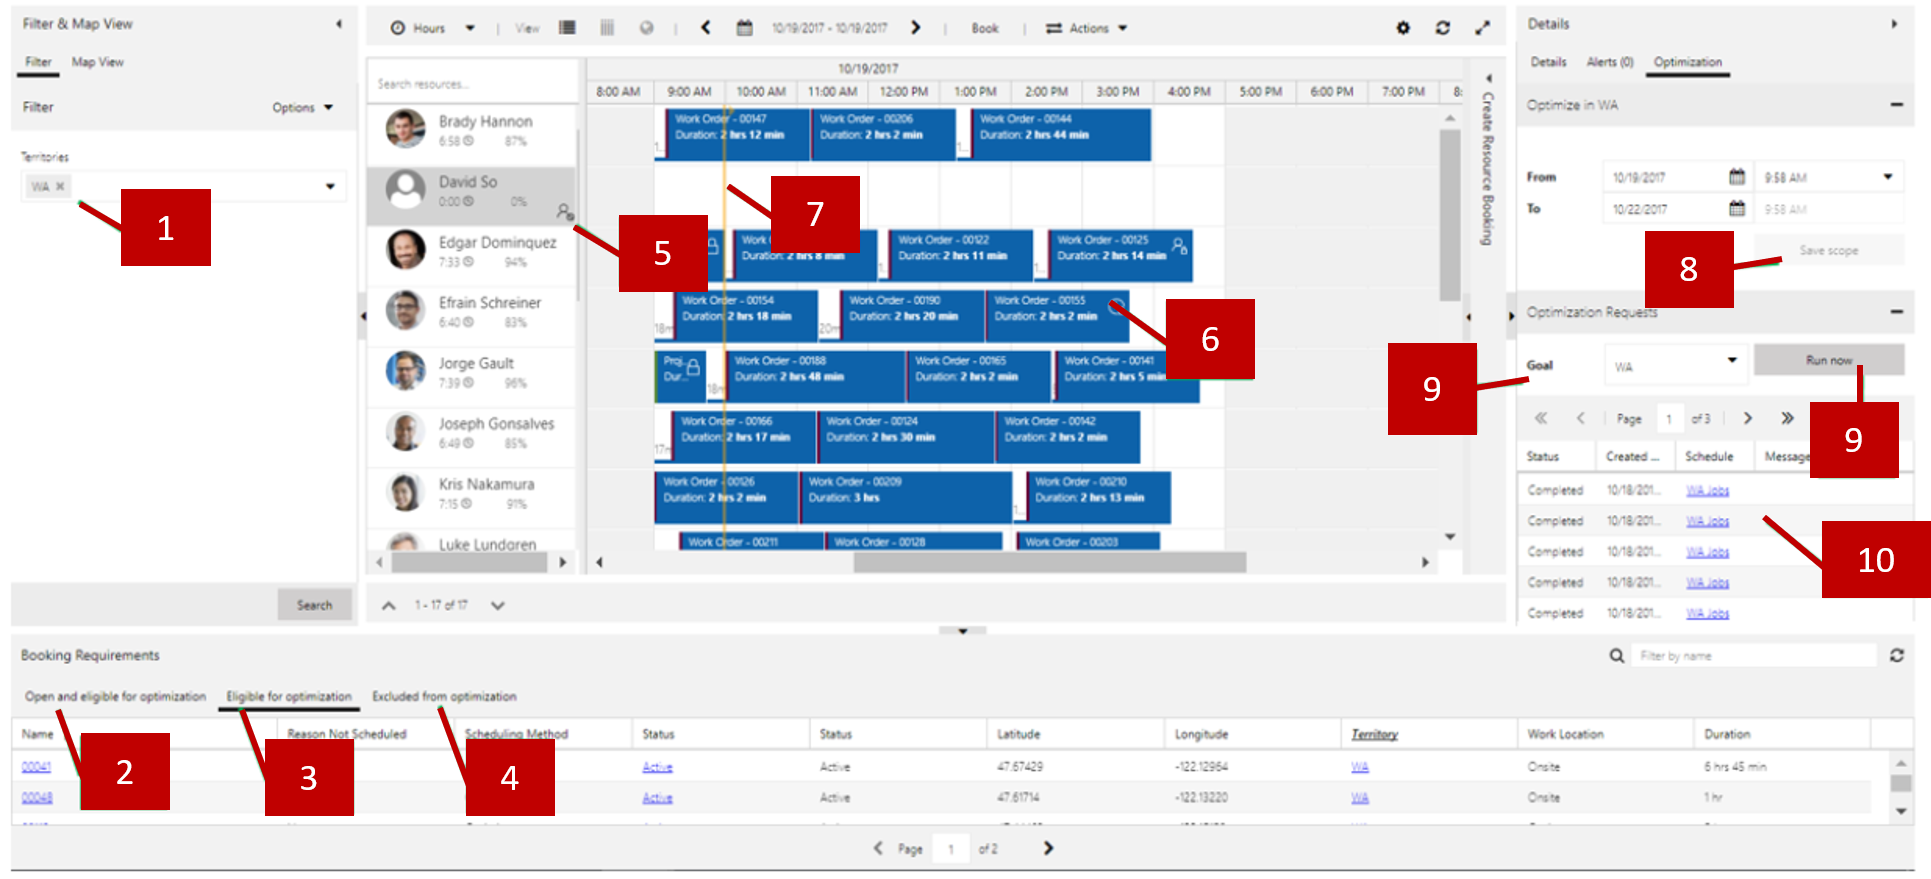 Filter & Map View
Filter Map View
Filter Options
Territories
WA ×
1
Hours View 10/19/2017 - 10/19/2017 Book Actions
Search resources...
10/19/2017
8:00 AM 9:00 AM 10:00 AM 11:00 AM 12:00 PM 1:00 PM 2:00 PM 3:00 PM 4:00 PM 5:00 PM 6:00 PM 7:00 PM 8:
Brady Hannon
6:58 87%
Work Order - 00147 Work Order - 00206 Work Order - 00144
Duration: 2 hrs 12 min Duration: 2 hrs 2 min Duration: 2 hrs 44 min
1... 1...
David So
0:00 0%
5
7
Edgar Dominquez
7:33 94%
Work Order - 00122 Work Order - 00125
Duration: 2 hrs 8 min Duration: 2 hrs 11 min Duration: 2 hrs 14 min
1... 1...
Efrain Schreiner
6:40 83%
Work Order - 00154 Work Order - 00190 Work Order - 00155
Duration: 2 hrs 18 min Duration: 2 hrs 20 min Duration: 2 hrs 2 min
18m 20m
6
Jorge Gault
7:39 96%
Proj... Work Order - 00188 Work Order - 00165 Work Order - 00141
Dur... Duration: 2 hrs 48 min Duration: 2 hrs 2 min Duration: 2 hrs 5 min
18m
Joseph Gonsalves
6:49 85%
Work Order - 00166 Work Order - 00124 Work Order - 00142
Duration: 2 hrs 17 min Duration: 2 hrs 30 min Duration: 2 hrs 2 min
17m
Kris Nakamura
7:15 91%
Work Order - 00126 Work Order - 00209 Work Order - 00210
Duration: 2 hrs 2 min Duration: 3 hrs Duration: 2 hrs 13 min
1...
Luke Lundgren
Work Order - 00211 Work Order - 00128 Work Order - 00203
Search
1 - 17 of 17
Create Resource Booking
Details
Details Alerts (0) Optimization
Optimize in WA
From 10/19/2017 9:58 AM
To 10/22/2017 9:58 AM
8
Save scope
Optimization Requests
9
Goal WA Run now
Page 1 of 3
9
Status Created ... Schedule Message
Completed 10/18/201... WA Jobs
Completed 10/18/201... WA Jobs
Completed 10/18/201... WA Jobs
Completed 10/18/201... WA Jobs
Completed 10/18/201... WA Jobs
10
Booking Requirements
Filter by name
Open and eligible for optimization Eligible for optimization Excluded from optimization
Name Reason Not Scheduled Scheduling Method Status Status Latitude Longitude Territory Work Location Duration
2 3 4
00041 Active Active 47.67429 -122.12964 WA Onsite 6 hrs 45 min
00048 Active Active 47.61714 -122.13220 WA Onsite 1 hr
Page 1 of 2